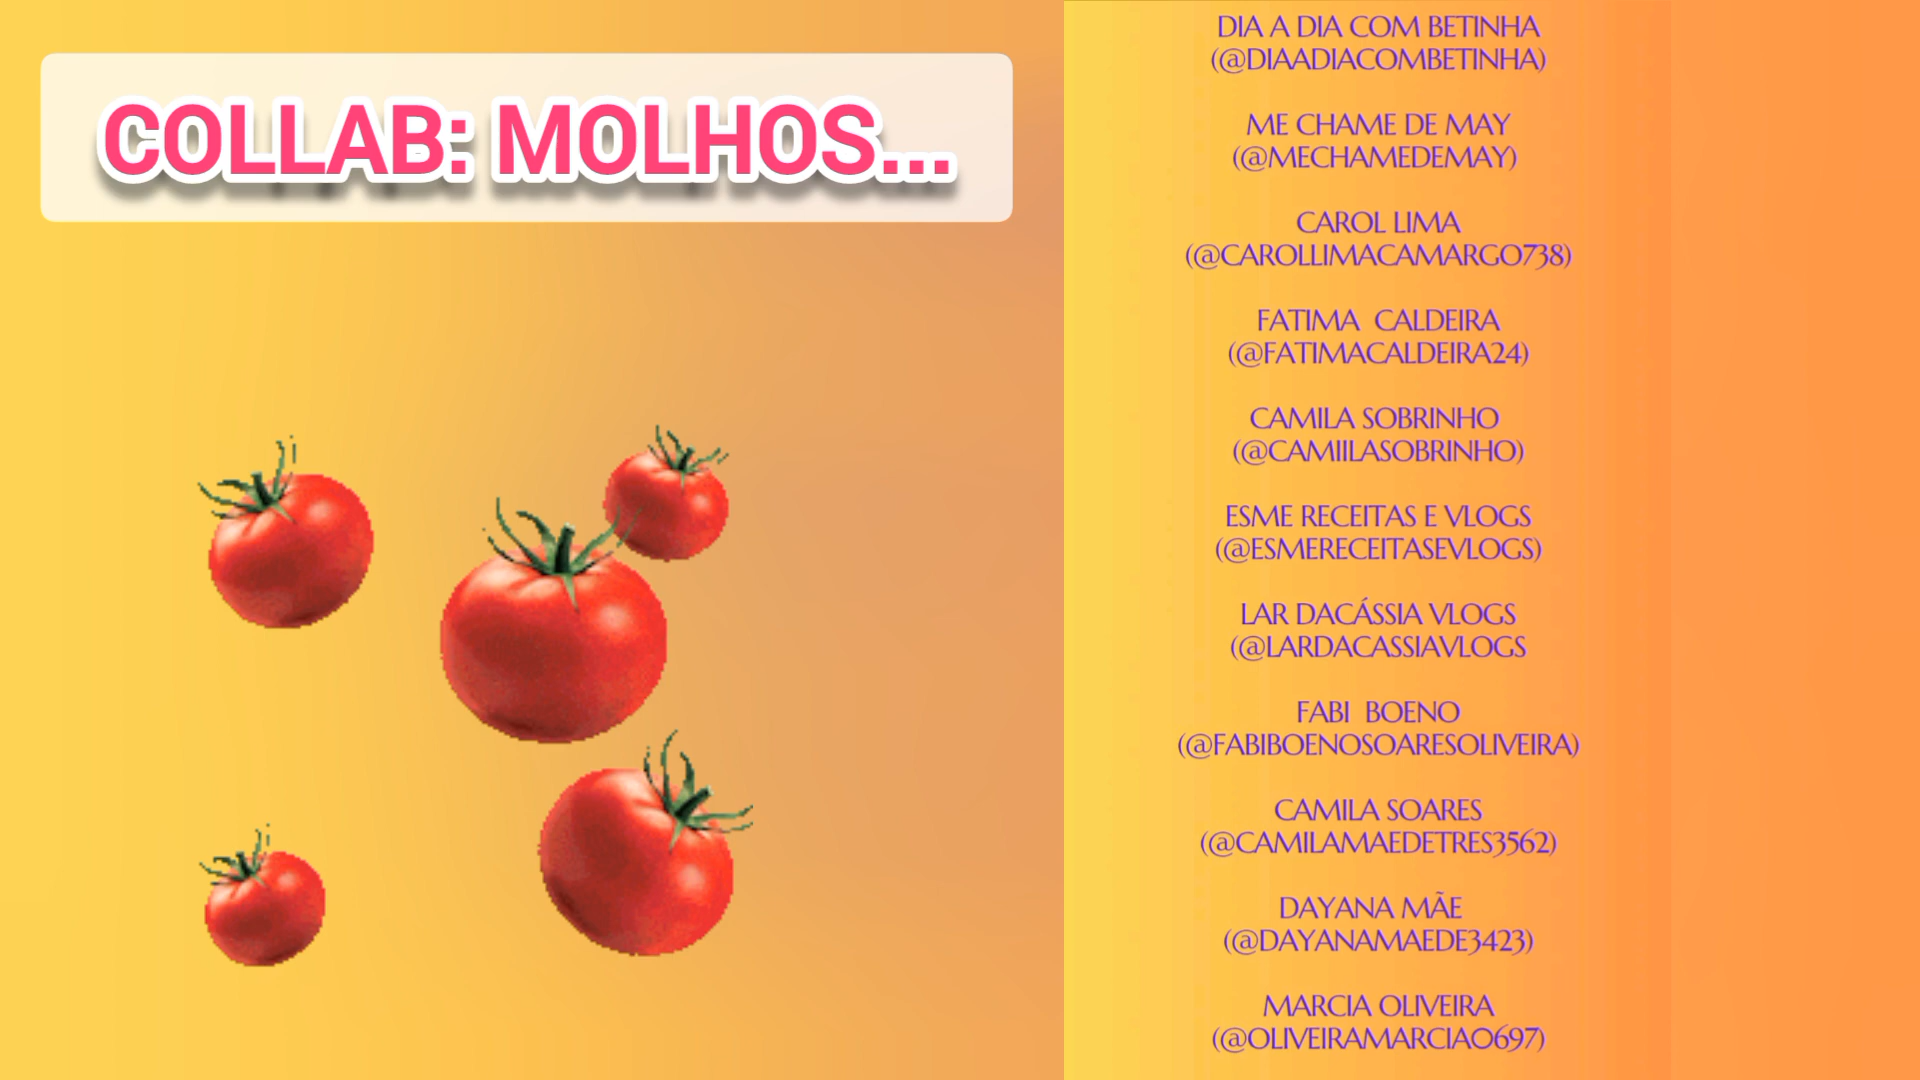 COLLAB: MOLHOS...
DIA A DIA COM BETINHA
(@DIAADIACOMBETINHA)
ME CHAME DE MAY
(@MECHAMEDEMAY)
CAROL LIMA
(@CAROLLIMACAMARGO738)
FATIMA CALDEIRA
(@FATIMACALDEIRA24)
CAMILA SOBRINHO
(@CAMIILASOBRINHO)
ESME RECEITAS E VLOGS
(@ESMERECEITASEVLOGS)
LAR DACÁSSIA VLOGS
(@LARDACASSIAVLOGS
FABI BOENO
(@FABIBOENOSOARESOLIVEIRA)
CAMILA SOARES
(@CAMILAMAEDETRES3562)
DAYANA MÃE
(@DAYANAMAEDE3423)
MARCIA OLIVEIRA
(@OLIVEIRAMARCIA0697)